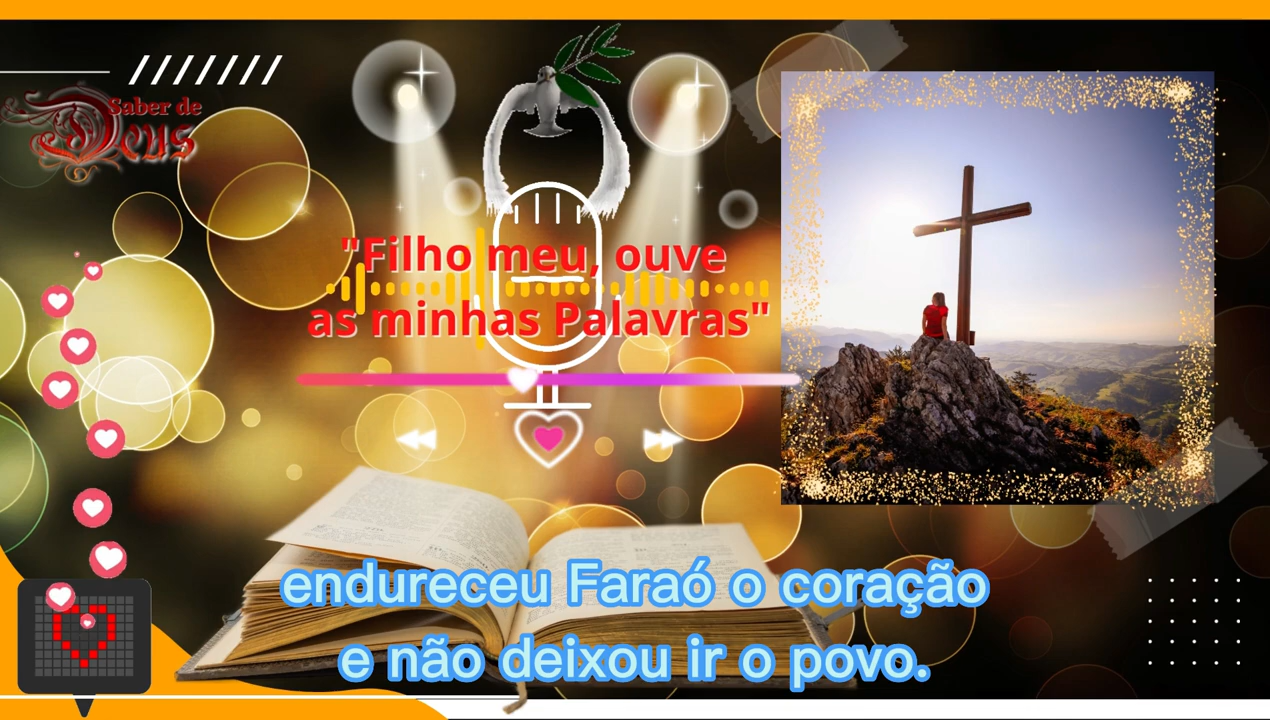 Saber de
Deus
"Filho meu, ouve
as minhas Palavras"
endureceu Faraó o coração
e não deixou ir o povo.